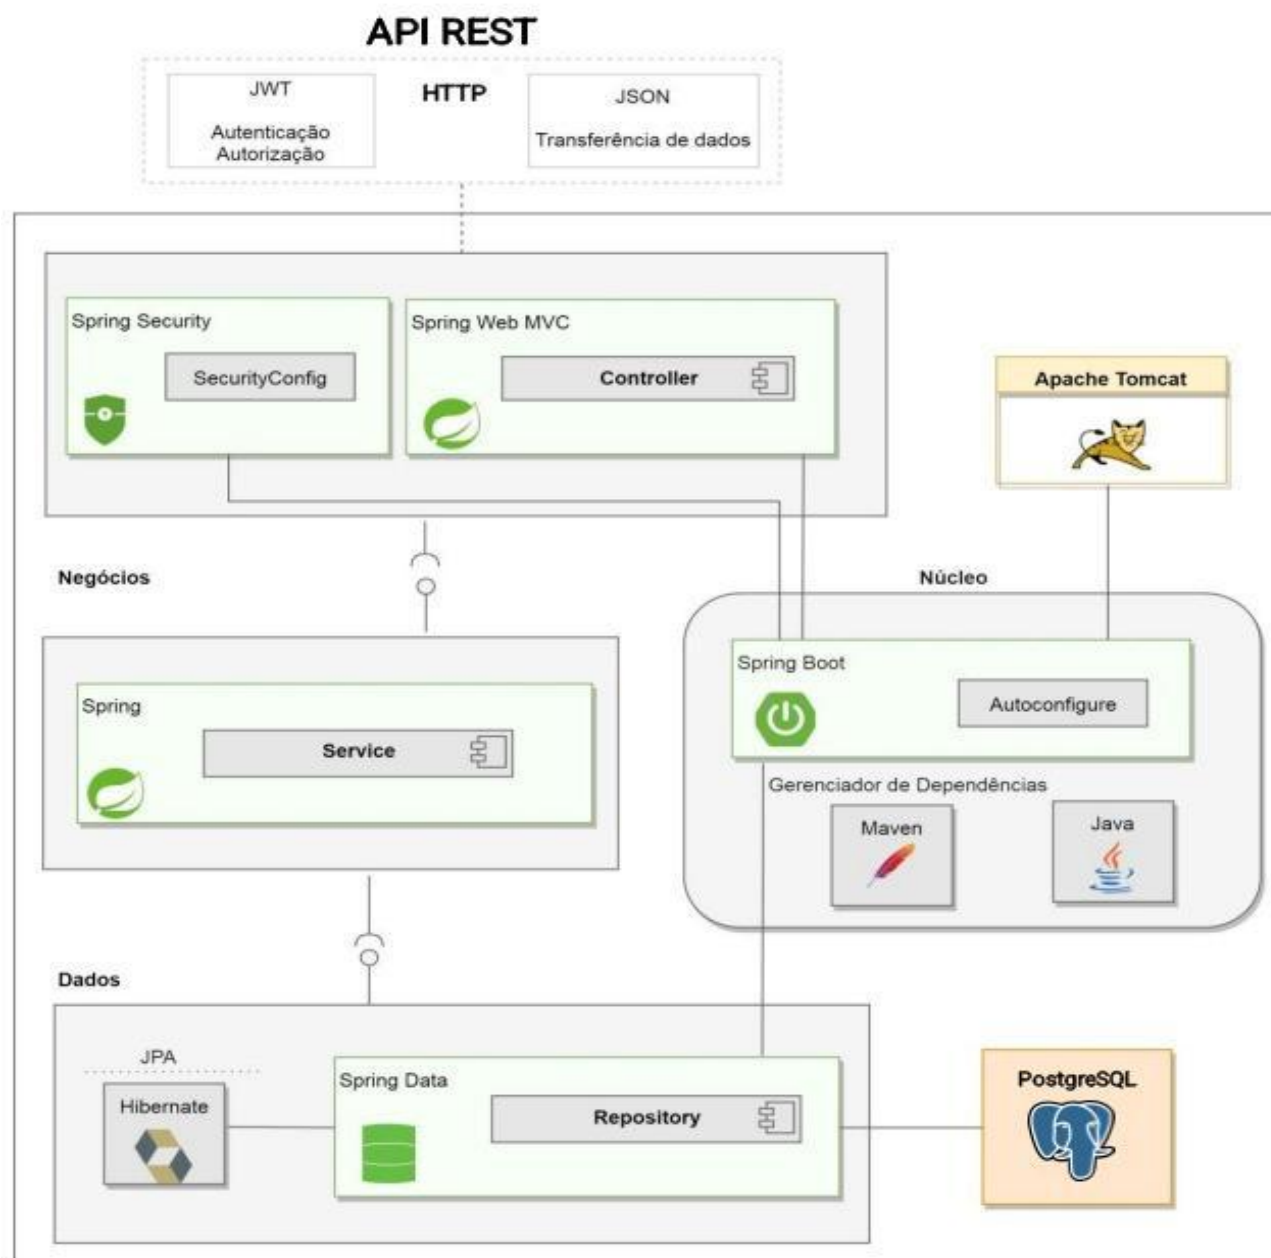 API REST
JWT
HTTP
JSON
Autenticação
Autorização
Transferência de dados
Spring Security
SecurityConfig
Spring Web MVC
Controller
Apache Tomcat
Negócios
Núcleo
Spring
Service
Spring Boot
Autoconfigure
Gerenciador de Dependências
Maven
Java
Dados
JPA
Hibernate
Spring Data
Repository
PostgreSQL